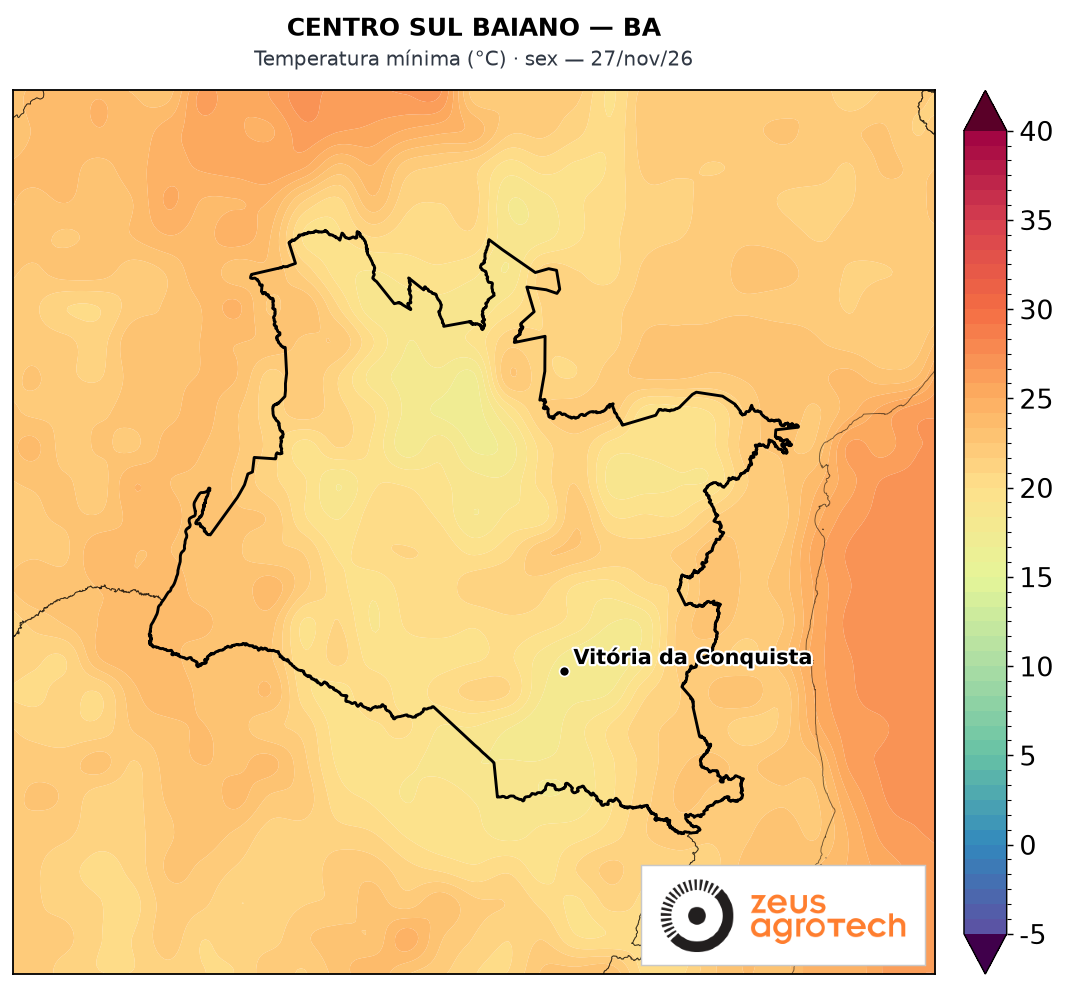 CENTRO SUL BAIANO — BA
Temperatura mínima (°C) · sex — 27/nov/26
40
35
30
25
20
15
10
5
0
-5
Vitória da Conquista
zeus
agrotech